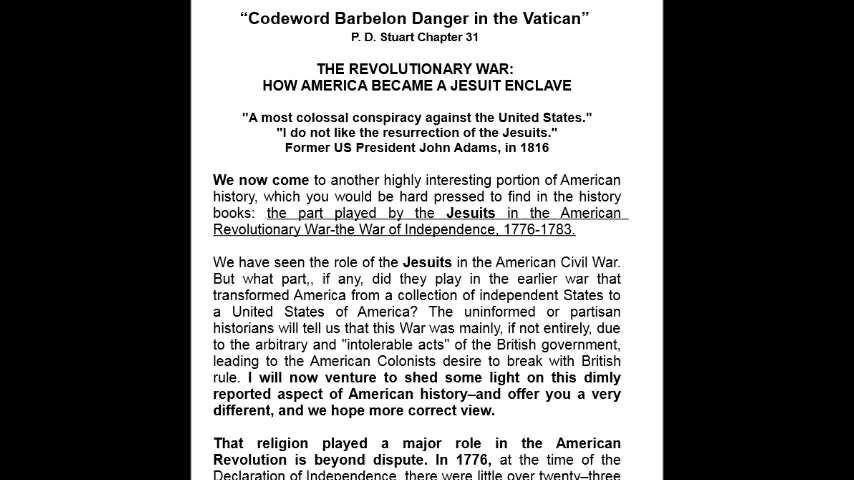 “Codeword Barbelon Danger in the Vatican”
P. D. Stuart Chapter 31
THE REVOLUTIONARY WAR:
HOW AMERICA BECAME A JESUIT ENCLAVE
"A most colossal conspiracy against the United States."
"I do not like the resurrection of the Jesuits."
Former US President John Adams, in 1816
We now come to another highly interesting portion of American
history, which you would be hard pressed to find in the history
books: the part played by the Jesuits in the American
Revolutionary War-the War of Independence, 1776-1783.
We have seen the role of the Jesuits in the American Civil War.
But what part,, if any, did they play in the earlier war that
transformed America from a collection of independent States to
a United States of America? The uninformed or partisan
historians will tell us that this War was mainly, if not entirely, due
to the arbitrary and "intolerable acts" of the British government,
leading to the American Colonists desire to break with British
rule. I will now venture to shed some light on this dimly
reported aspect of American history–and offer you a very
different, and we hope more correct view.
That religion played a major role in the American
Revolution is beyond dispute. In 1776, at the time of the
Declaration of Independence, there were little over twenty–three